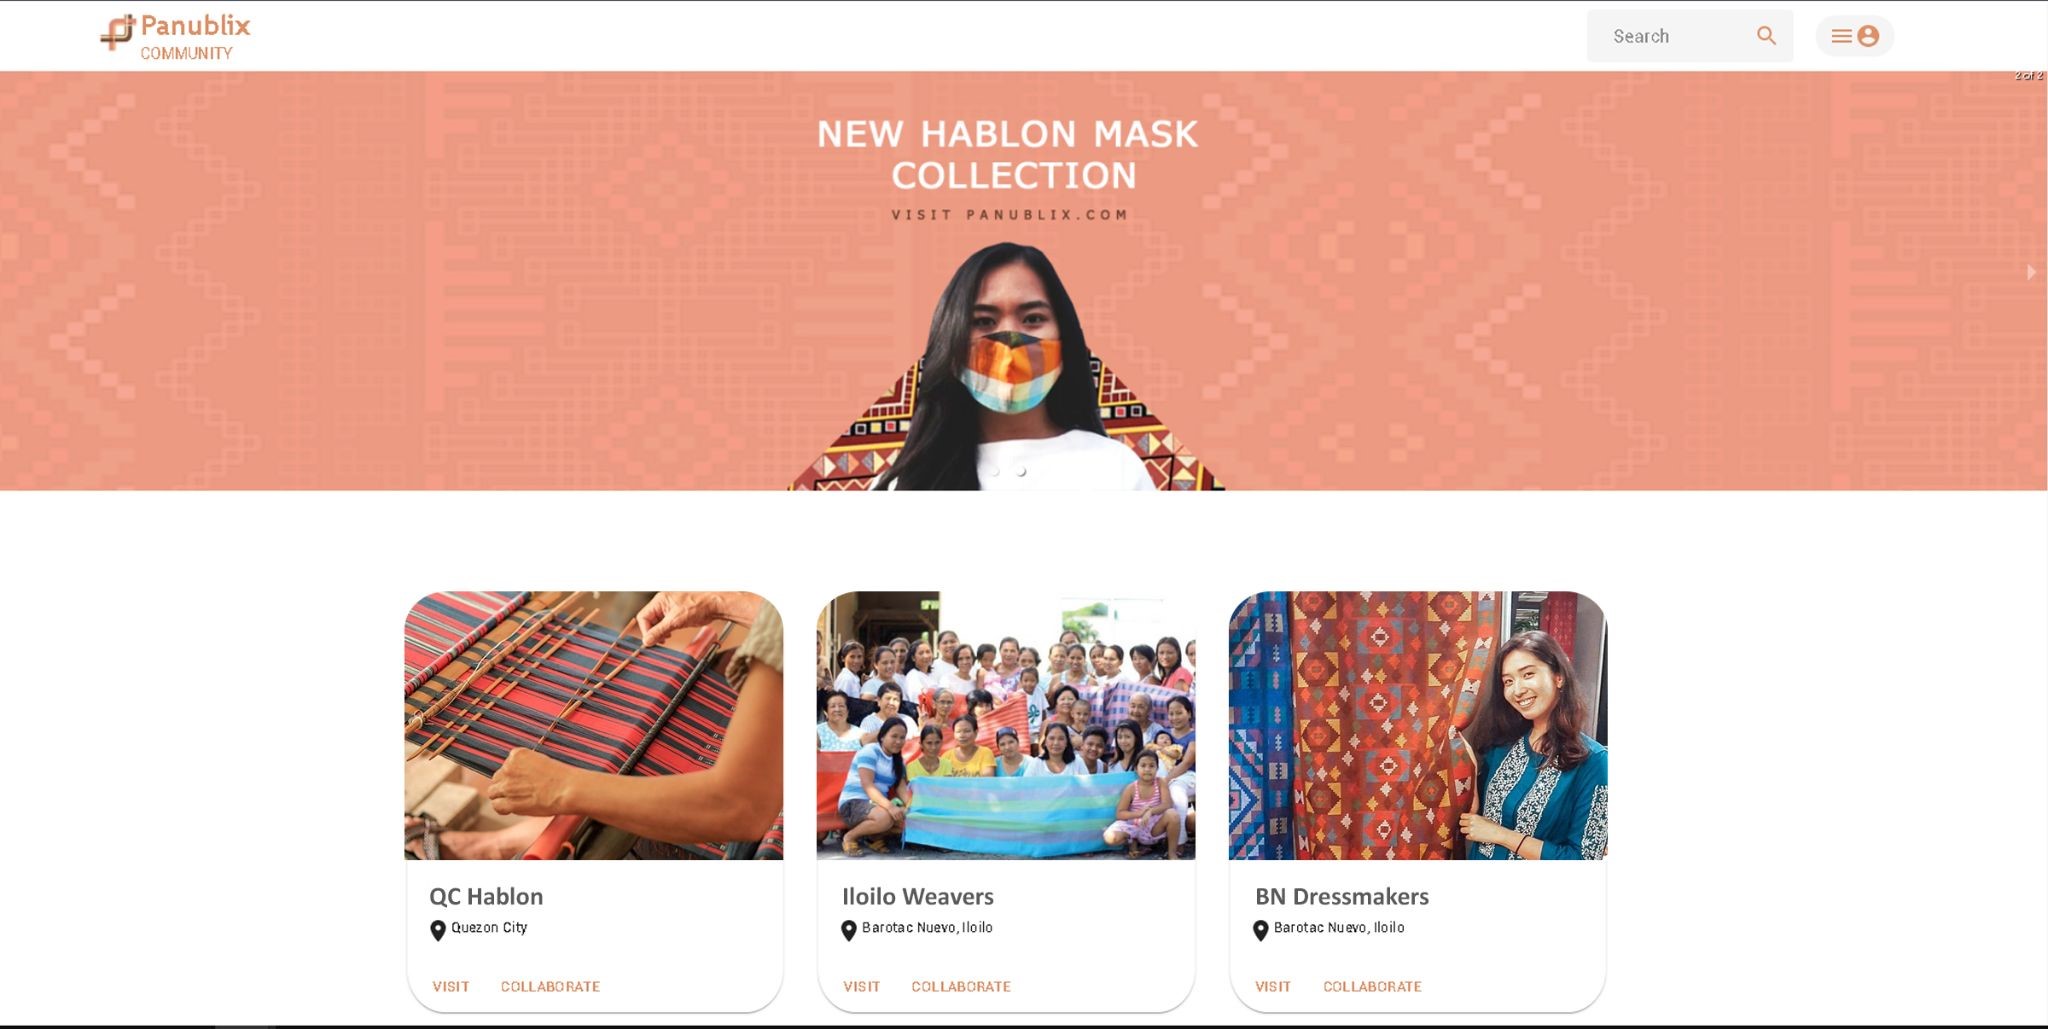 Panublix
COMMUNITY
Search
2 of 2
NEW HABLON MASK
COLLECTION
VISIT PANUBLIX.COM
QC Hablon
Quezon City
VISIT COLLABORATE
Iloilo Weavers
Barotac Nuevo, Iloilo
VISIT COLLABORATE
BN Dressmakers
Barotac Nuevo, Iloilo
VISIT COLLABORATE